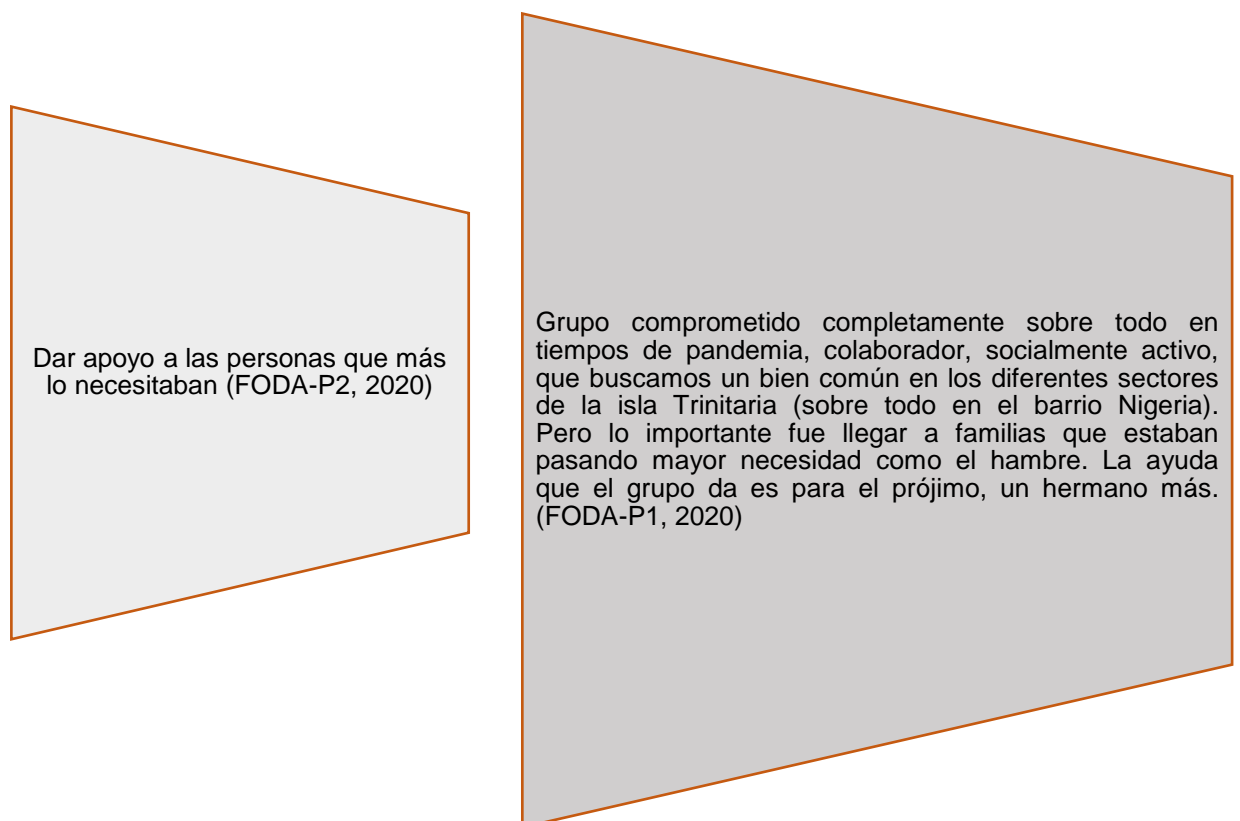 Dar apoyo a las personas que más
lo necesitaban (FODA-P2, 2020)
Grupo comprometido completamente sobre todo en
tiempos de pandemia, colaborador, socialmente activo,
que buscamos un bien común en los diferentes sectores
de la isla Trinitaria (sobre todo en el barrio Nigeria).
Pero lo importante fue llegar a familias que estaban
pasando mayor necesidad como el hambre. La ayuda
que el grupo da es para el prójimo, un hermano más.
(FODA-P1, 2020)